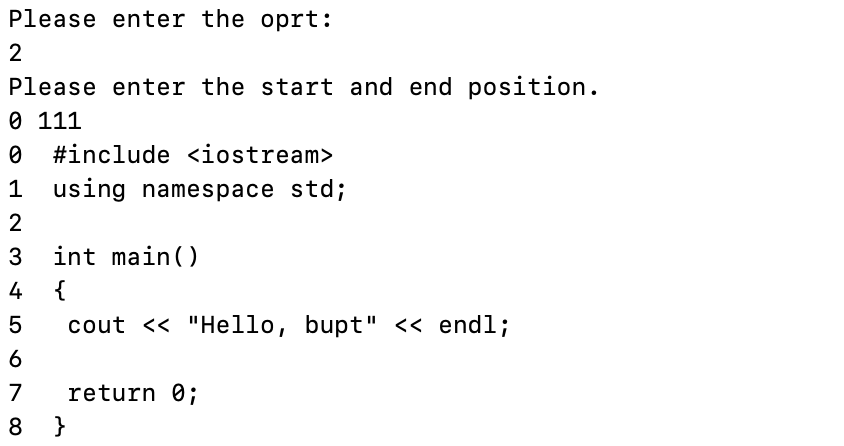 Please enter the oprt:
2
Please enter the start and end position.
0 111
0  #include <iostream>
1  using namespace std;
2
3  int main()
4  {
5   cout << "Hello, bupt" << endl;
6
7   return 0;
8  }